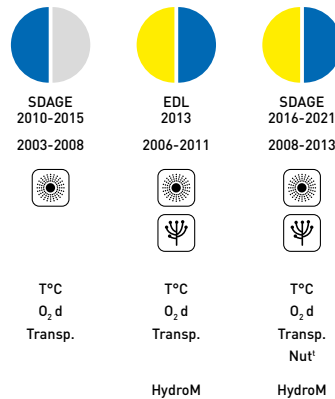 SDAGE
2010-2015
2003-2008
T°C
O₂ d
Transp.
EDL
2013
2006-2011
T°C
O₂ d
Transp.
HydroM
SDAGE
2016-2021
2008-2013
T°C
O₂ d
Transp.
Nutᵗ
HydroM